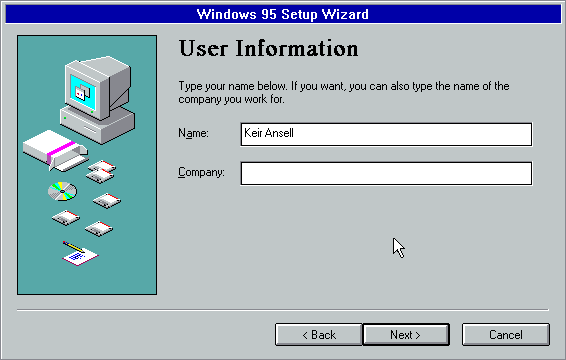 Windows 95 Setup Wizard
User Information
Type your name below. If you want, you can also type the name of the
company you work for.
Name: Keir Ansell
Company:
< Back Next > Cancel